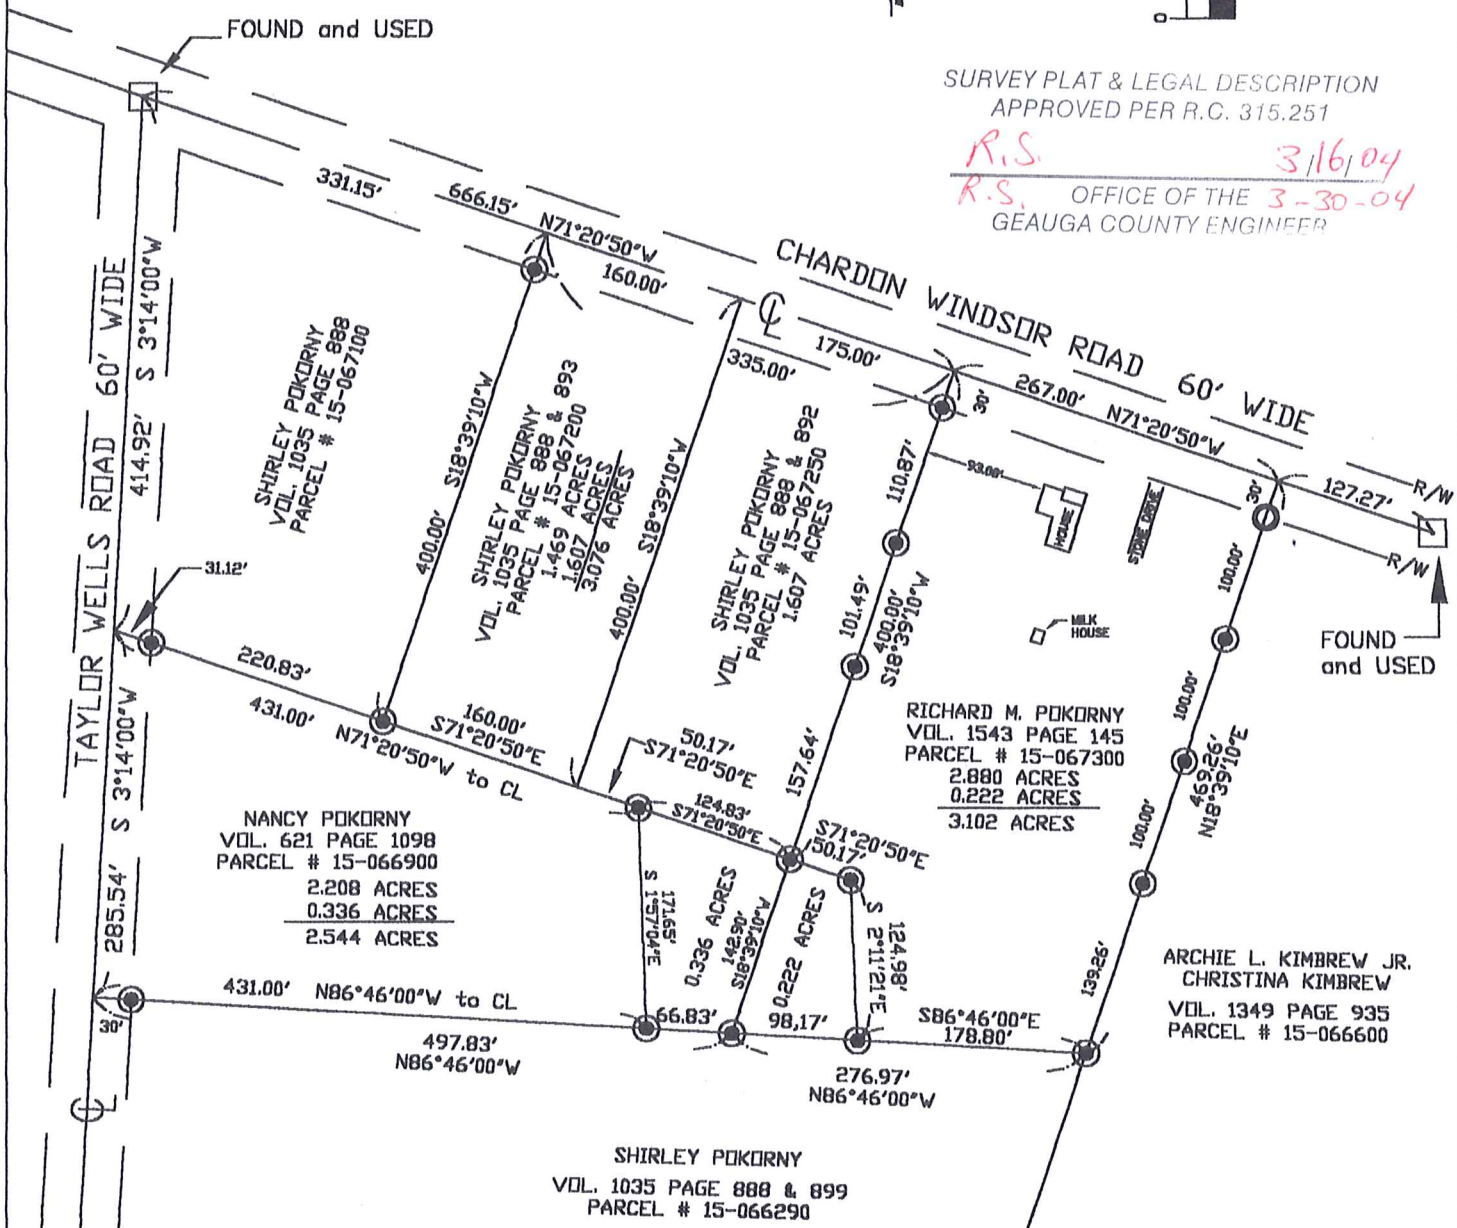 FOUND and USED
SURVEY PLAT & LEGAL DESCRIPTION
APPROVED PER R.C. 315.251
R.S. 3/16/04
R.S. OFFICE OF THE 3-30-04
GEAUGA COUNTY ENGINEER
331.15'
666.15'
N71°20'50"W
160.00'
CHARDON WINDSOR ROAD 60' WIDE
175.00'
335.00'
267.00'
N71°20'50"W
30'
30'
127.27'
R/W
R/W
FOUND
and USED
TAYLOR WELLS ROAD 60' WIDE
414.92' S 3°14'00"W
285.54' S 3°14'00"W
SHIRLEY POKORNY
VOL. 1035 PAGE 888
PARCEL # 15-067100
400.00' S18°39'10"W
SHIRLEY POKORNY
VOL. 1035 PAGE 888 & 893
PARCEL # 15-067200
1.469 ACRES
1.607 ACRES
3.076 ACRES
400.00' S18°39'10"W
SHIRLEY POKORNY
VOL. 1035 PAGE 888 & 892
PARCEL # 15-067250
1.607 ACRES
110.87'
101.49'
400.00'
S18°39'10"W
157.64'
93.00'
HOUSE
STONE DRIVE
MILK
HOUSE
100.00'
100.00'
100.00'
469.26'
N18°39'10"E
139.26'
31.12'
220.83'
431.00'
N71°20'50"W to CL
160.00'
S71°20'50"E
50.17'
S71°20'50"E
124.83'
S71°20'50"E
S71°20'50"E
50.17'
RICHARD M. POKORNY
VOL. 1543 PAGE 145
PARCEL # 15-067300
2.880 ACRES
0.222 ACRES
3.102 ACRES
NANCY POKORNY
VOL. 621 PAGE 1098
PARCEL # 15-066900
2.208 ACRES
0.336 ACRES
2.544 ACRES
171.65'
S 1°57'04"E
0.336 ACRES
142.90'
S18°39'10"W
0.222 ACRES
124.98'
S 2°11'21"E
ARCHIE L. KIMBREW JR.
CHRISTINA KIMBREW
VOL. 1349 PAGE 935
PARCEL # 15-066600
30'
431.00' N86°46'00"W to CL
66.83'
98,17'
S86°46'00"E
178.80'
497.83'
N86°46'00"W
276.97'
N86°46'00"W
SHIRLEY POKORNY
VOL. 1035 PAGE 888 & 899
PARCEL # 15-066290